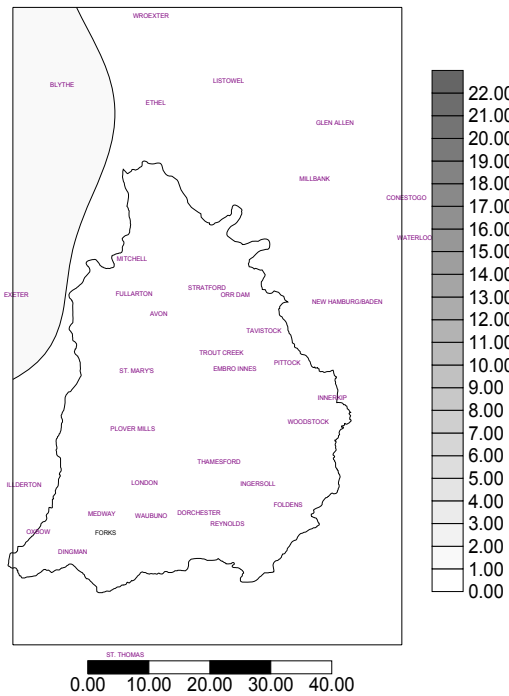 WROEXTER
LISTOWEL
BLYTHE
ETHEL
GLEN ALLEN
MILLBANK
CONESTOGO
WATERLOO
MITCHELL
STRATFORD
EXETER
FULLARTON
ORR DAM
NEW HAMBURG/BADEN
AVON
TAVISTOCK
TROUT CREEK
PITTOCK
ST. MARY'S
EMBRO INNES
INNERKIP
WOODSTOCK
PLOVER MILLS
THAMESFORD
ILLDERTON
LONDON
INGERSOLL
FOLDENS
MEDWAY
WAUBUNO
DORCHESTER
REYNOLDS
OXBOW
FORKS
DINGMAN
ST. THOMAS
0.00 10.00 20.00 30.00 40.00
22.00
21.00
20.00
19.00
18.00
17.00
16.00
15.00
14.00
13.00
12.00
11.00
10.00
9.00
8.00
7.00
6.00
5.00
4.00
3.00
2.00
1.00
0.00